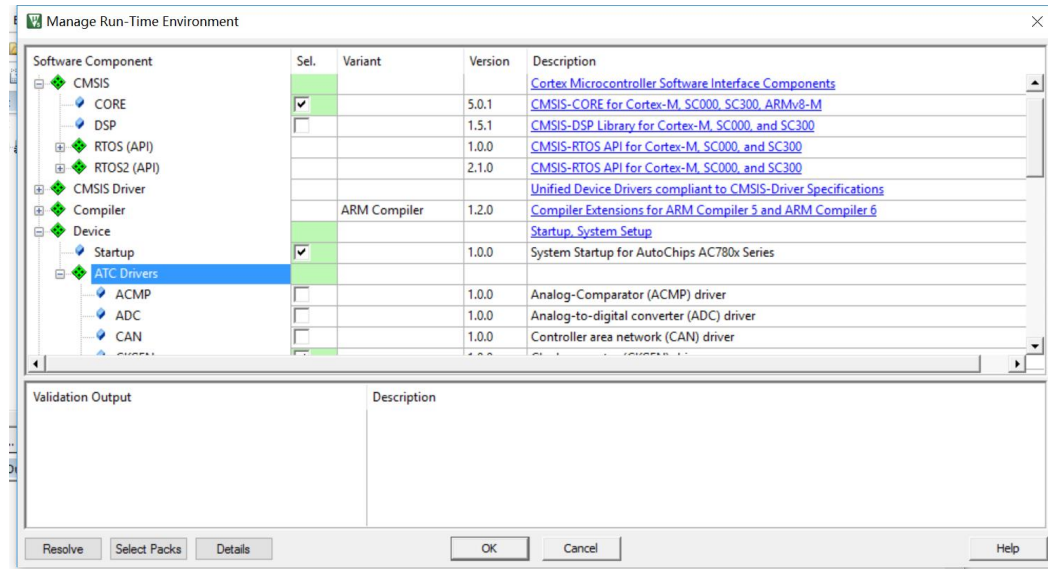 Manage Run-Time Environment
Software Component Sel. Variant Version Description
CMSIS Cortex Microcontroller Software Interface Components
CORE 5.0.1 CMSIS-CORE for Cortex-M, SC000, SC300, ARMv8-M
DSP 1.5.1 CMSIS-DSP Library for Cortex-M, SC000, and SC300
RTOS (API) 1.0.0 CMSIS-RTOS API for Cortex-M, SC000, and SC300
RTOS2 (API) 2.1.0 CMSIS-RTOS API for Cortex-M, SC000, and SC300
CMSIS Driver Unified Device Drivers compliant to CMSIS-Driver Specifications
Compiler ARM Compiler 1.2.0 Compiler Extensions for ARM Compiler 5 and ARM Compiler 6
Device Startup, System Setup
Startup 1.0.0 System Startup for AutoChips AC780x Series
ATC Drivers
ACMP 1.0.0 Analog-Comparator (ACMP) driver
ADC 1.0.0 Analog-to-digital converter (ADC) driver
CAN 1.0.0 Controller area network (CAN) driver
Validation Output Description
Resolve Select Packs Details OK Cancel Help